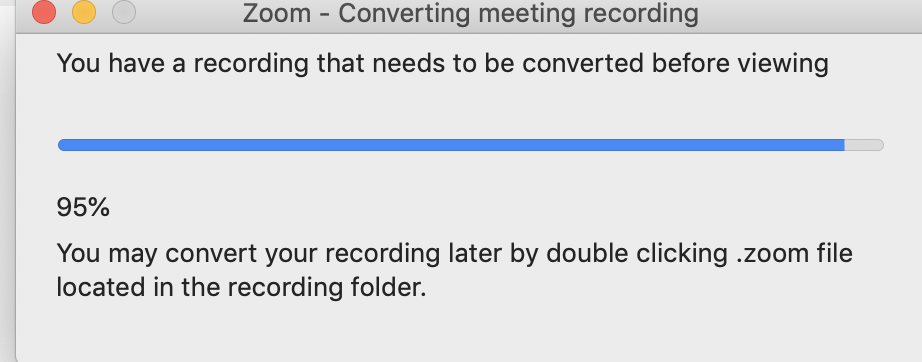 Zoom - Converting meeting recording
You have a recording that needs to be converted before viewing
95%
You may convert your recording later by double clicking .zoom file
located in the recording folder.